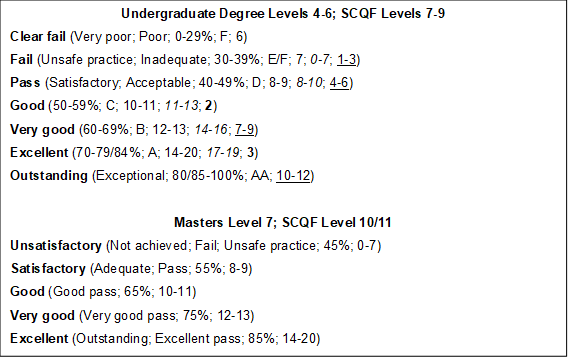 Undergraduate Degree Levels 4-6; SCQF Levels 7-9
Clear fail (Very poor; Poor; 0-29%; F; 6)
Fail (Unsafe practice; Inadequate; 30-39%; E/F; 7; 0-7; 1-3)
Pass (Satisfactory; Acceptable; 40-49%; D; 8-9; 8-10; 4-6)
Good (50-59%; C; 10-11; 11-13; 2)
Very good (60-69%; B; 12-13; 14-16; 7-9)
Excellent (70-79/84%; A; 14-20; 17-19; 3)
Outstanding (Exceptional; 80/85-100%; AA; 10-12)
Masters Level 7; SCQF Level 10/11
Unsatisfactory (Not achieved; Fail; Unsafe practice; 45%; 0-7)
Satisfactory (Adequate; Pass; 55%; 8-9)
Good (Good pass; 65%; 10-11)
Very good (Very good pass; 75%; 12-13)
Excellent (Outstanding; Excellent pass; 85%; 14-20)